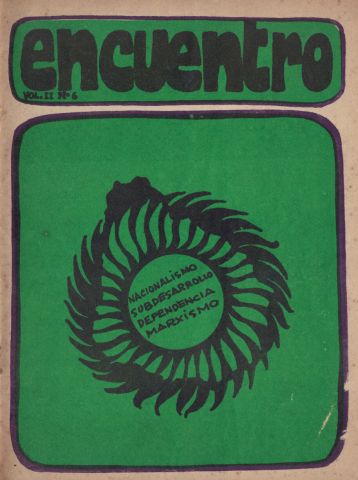 encuentro
VOL. II Nº 6
NACIONALISMO
SUBDESARROLLO
DEPENDENCIA
MARXISMO